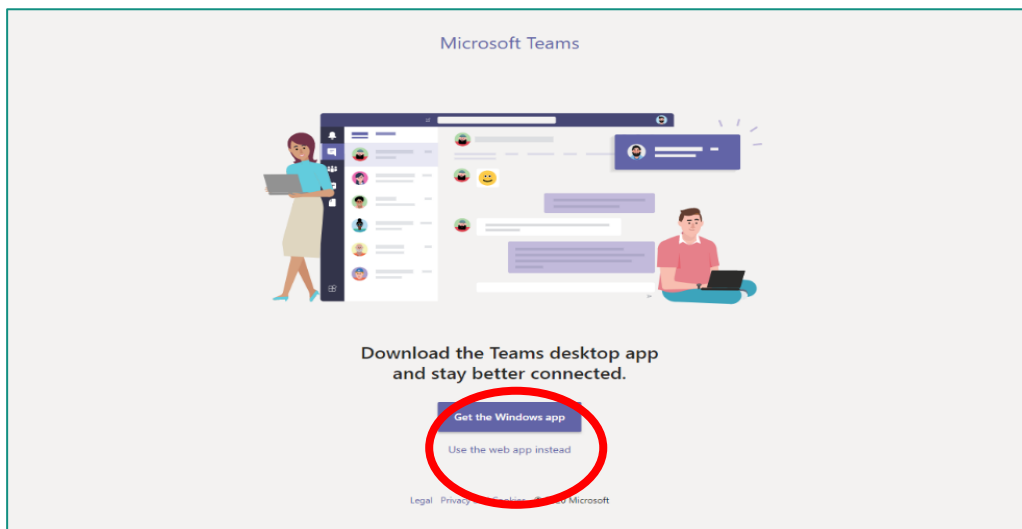 Microsoft Teams
Download the Teams desktop app
and stay better connected.
Get the Windows app
Use the web app instead
Legal Privacy Cookies Microsoft